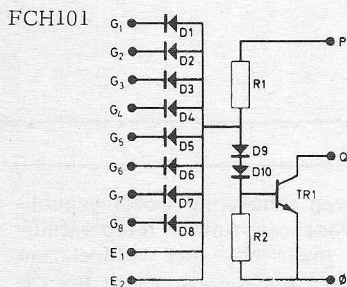 FCH101
G1 D1 P
G2 D2
G3 D3 R1
G4 D4
G5 D5 D9
G6 D6 D10 Q
G7 D7 TR1
G8 D8 R2
E1
E2 Ø